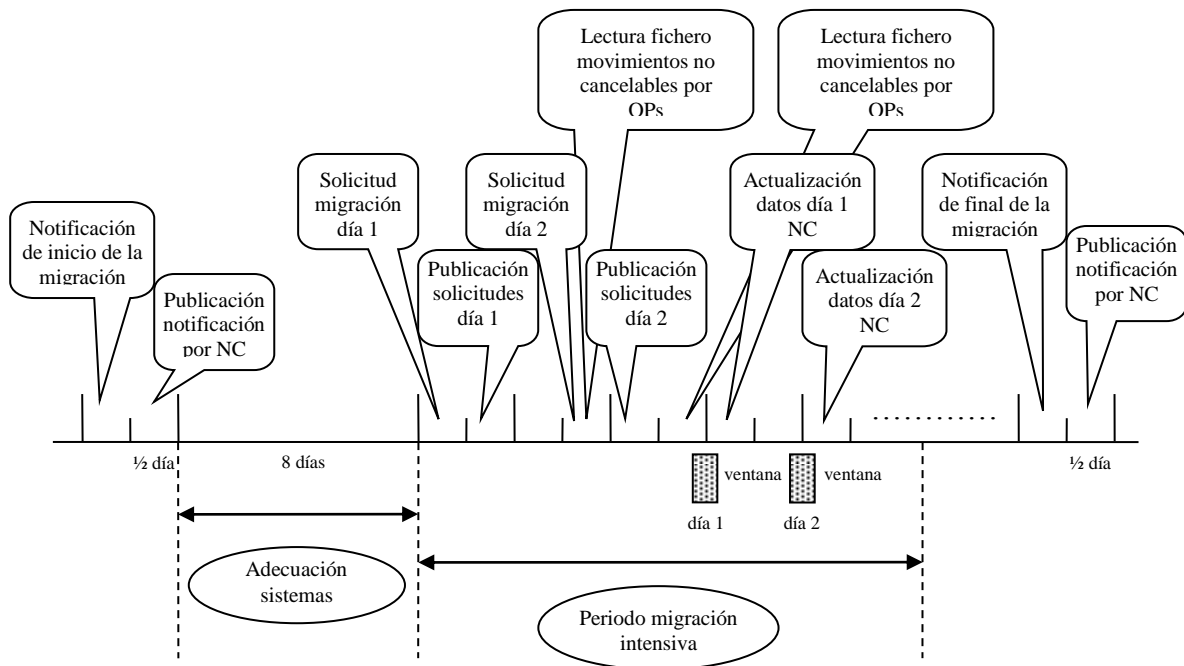 Lectura fichero
movimientos no
cancelables por
OPs
Lectura fichero
movimientos no
cancelables por
OPs
Solicitud
migración
día 1
Solicitud
migración
día 2
Actualización
datos día 1
NC
Notificación
de final de la
migración
Notificación
de inicio de la
migración
Publicación
notificación
por NC
Publicación
solicitudes
día 1
Publicación
solicitudes
día 2
Actualización
datos día 2
NC
Publicación
notificación
por NC
½ día
8 días
ventana
ventana
½ día
día 1
día 2
Adecuación
sistemas
Periodo migración
intensiva